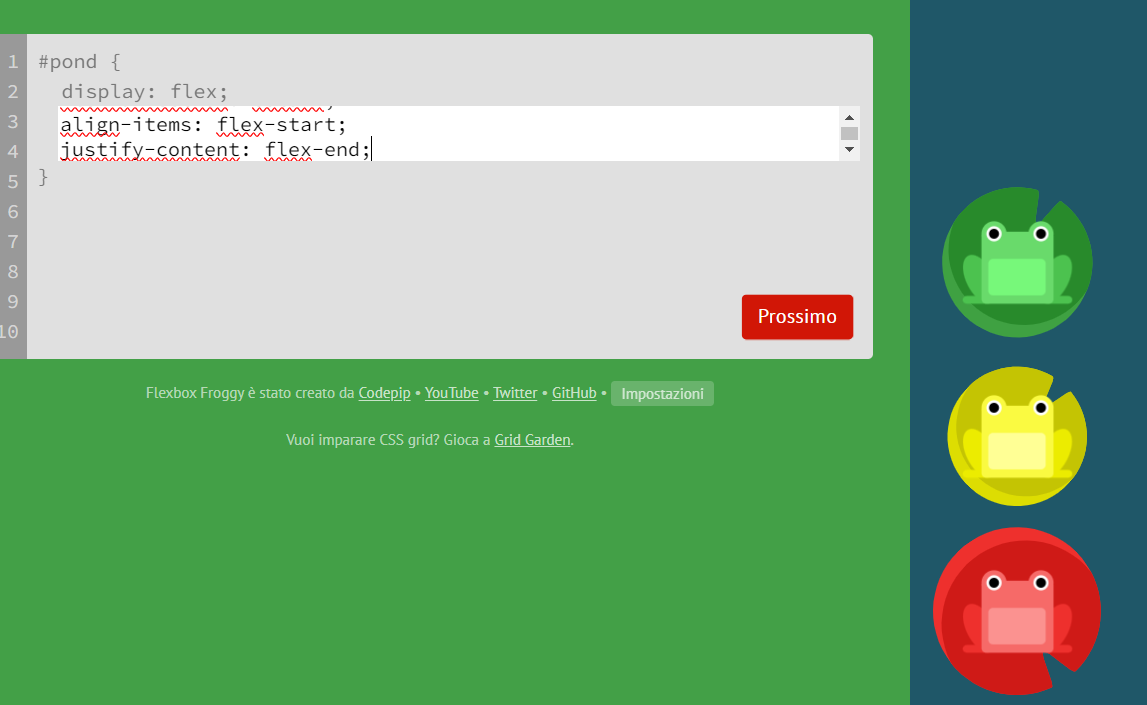 1 #pond {
2 display: flex;
3 align-items: flex-start;
4 justify-content: flex-end;
5 }
6
7
8
9
10
Prossimo
Flexbox Froggy è stato creato da Codepip • YouTube • Twitter • GitHub • Impostazioni
Vuoi imparare CSS grid? Gioca a Grid Garden.